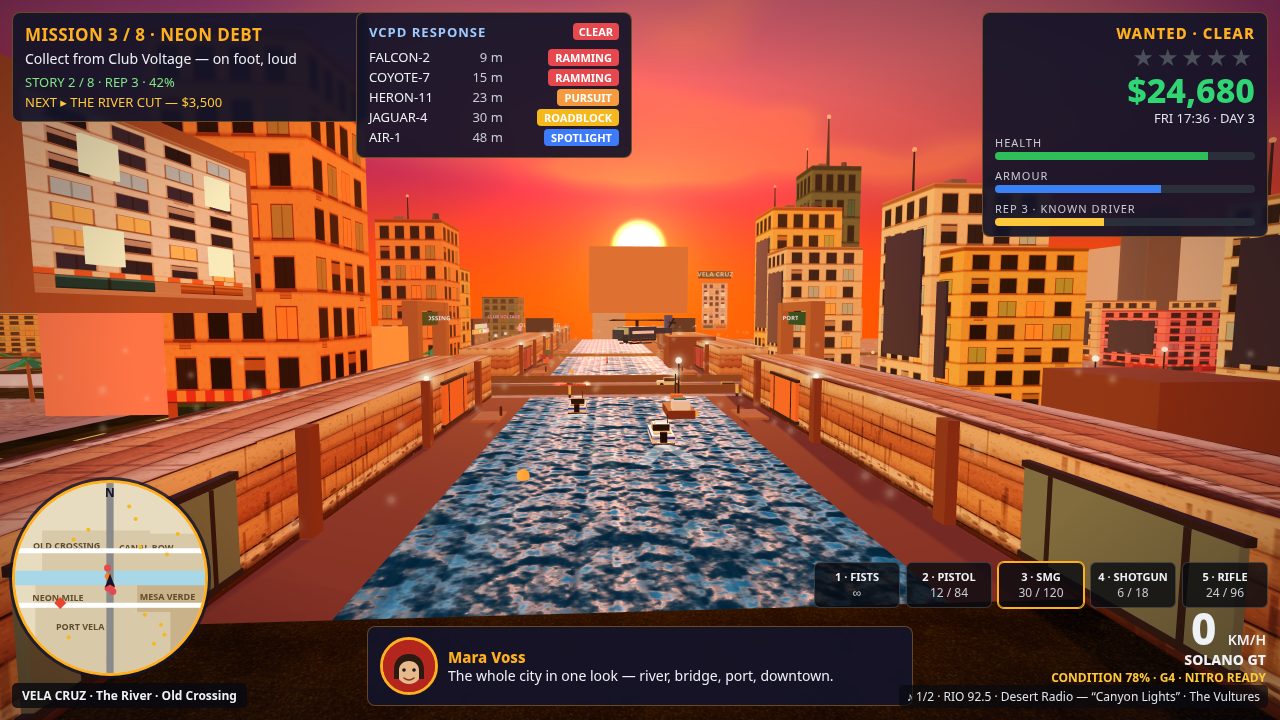 MISSION 3 / 8 · NEON DEBT
Collect from Club Voltage — on foot, loud
STORY 2 / 8 · REP 3 · 42%
NEXT ▸ THE RIVER CUT — $3,500
VCPD RESPONSE CLEAR
FALCON-2 9 m RAMMING
COYOTE-7 15 m RAMMING
HERON-11 23 m PURSUIT
JAGUAR-4 30 m ROADBLOCK
AIR-1 48 m SPOTLIGHT
WANTED · CLEAR
★★★★★
$24,680
FRI 17:36 · DAY 3
HEALTH
ARMOUR
REP 3 · KNOWN DRIVER
VELA CRUZ
OSSING
PORT
N
OLD CROSSING
CANAL ROW
NEON MILE
MESA VERDE
PORT VELA
VELA CRUZ · The River · Old Crossing
Mara Voss
The whole city in one look — river, bridge, port, downtown.
1 · FISTS
∞
2 · PISTOL
12 / 84
3 · SMG
30 / 120
4 · SHOTGUN
6 / 18
5 · RIFLE
24 / 96
0 KM/H
SOLANO GT
CONDITION 78% · G4 · NITRO READY
♪ 1/2 · RIO 92.5 · Desert Radio — “Canyon Lights” · The Vultures